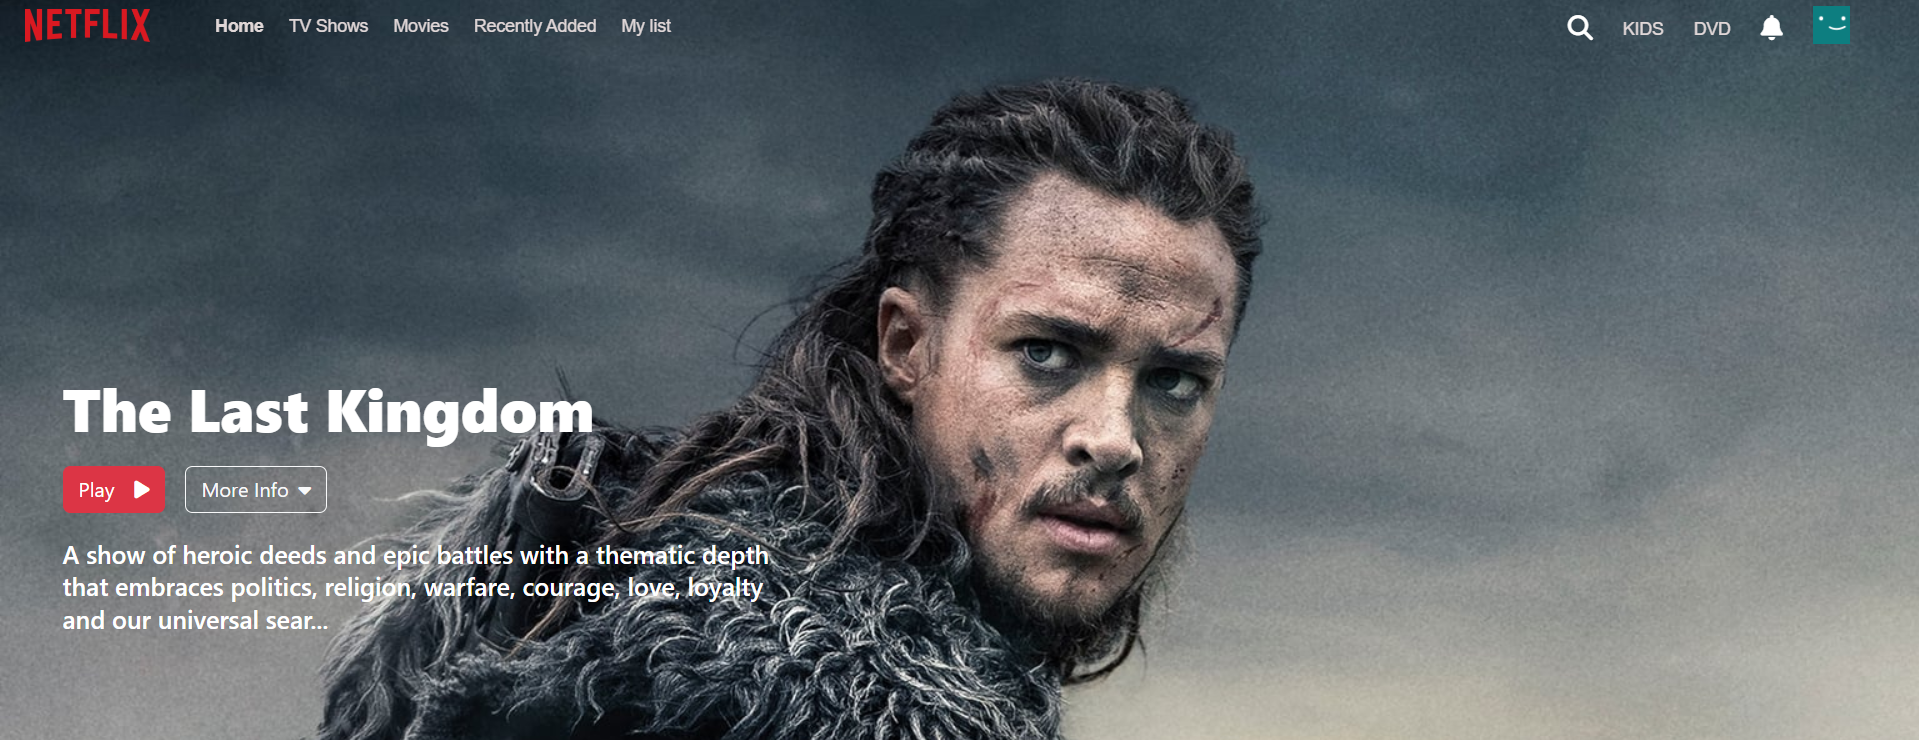 NETFLIX Home TV Shows Movies Recently Added My list KIDS DVD
The Last Kingdom
Play More Info
A show of heroic deeds and epic battles with a thematic depth
that embraces politics, religion, warfare, courage, love, loyalty
and our universal sear...